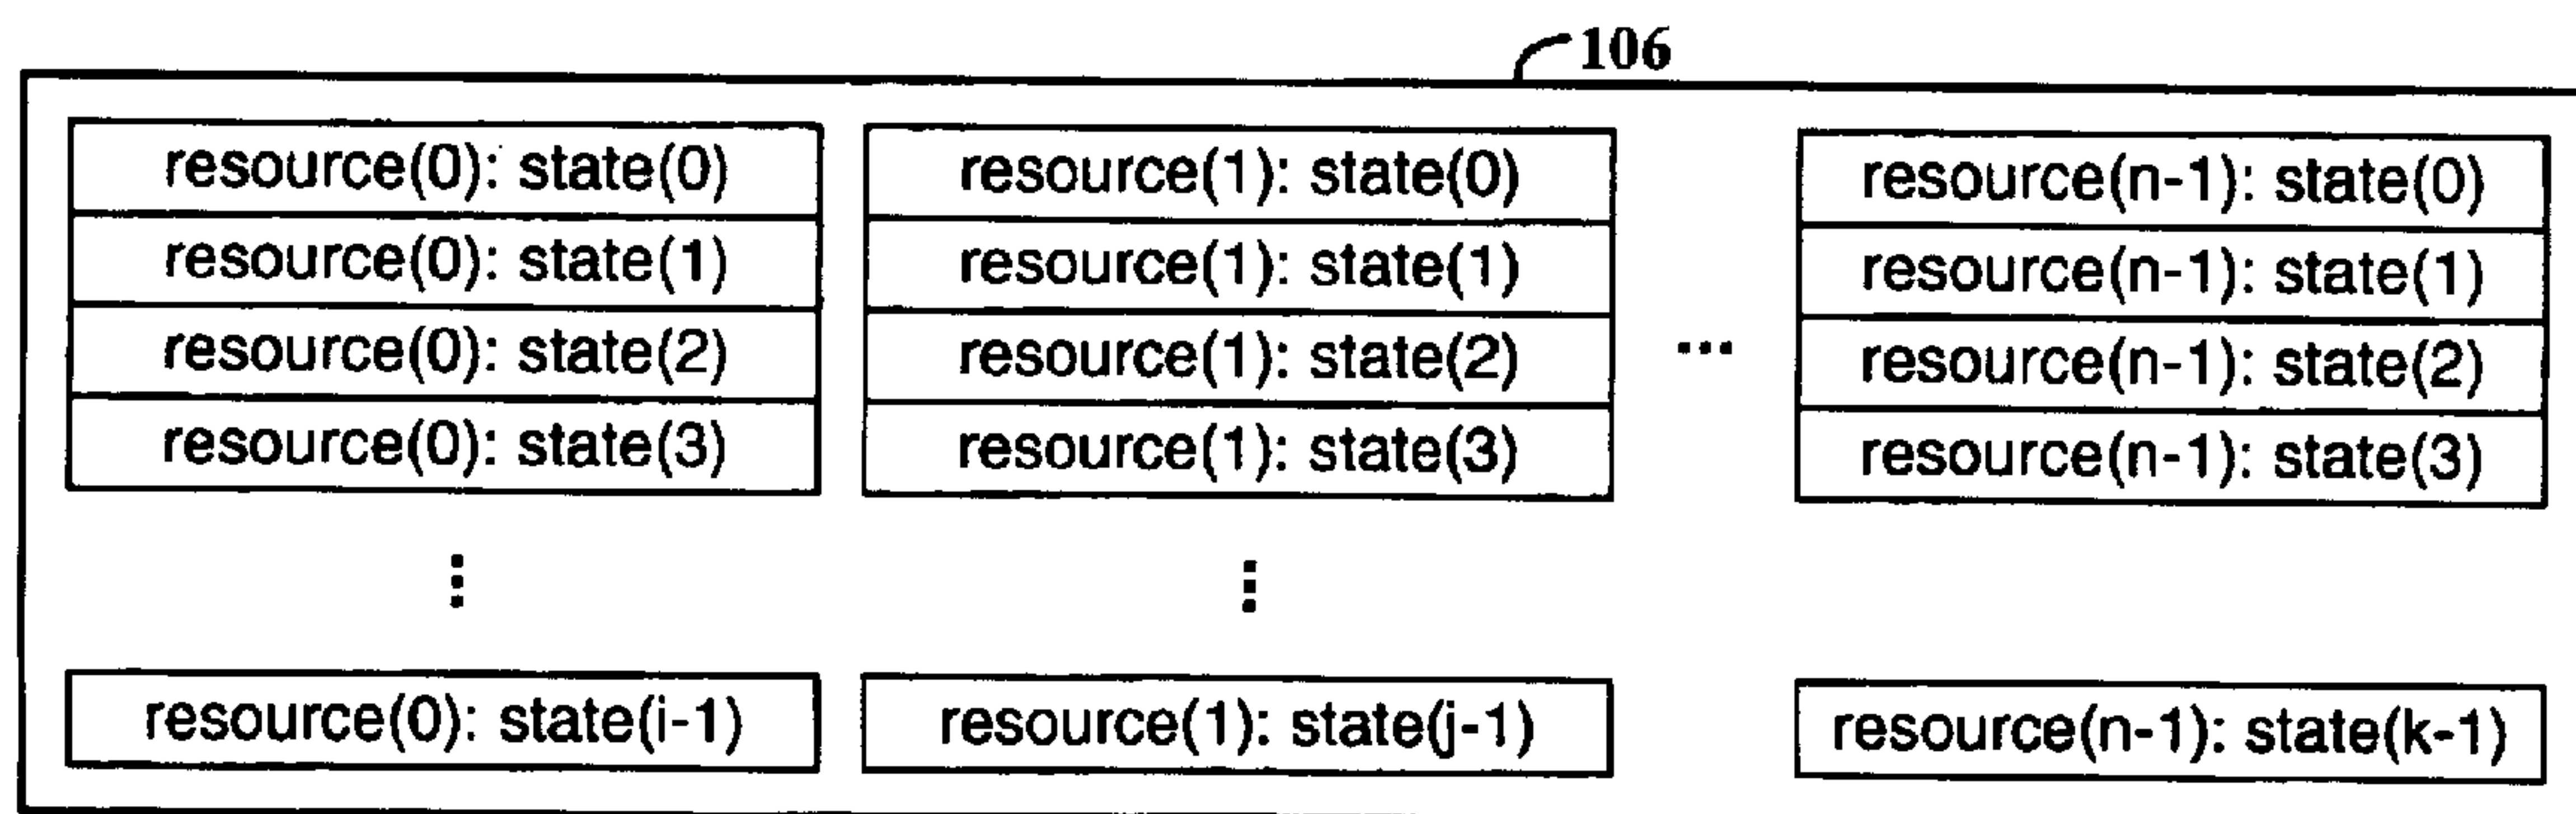 106
resource(0): state(0) resource(1): state(0) resource(n-1): state(0)
resource(0): state(1) resource(1): state(1) resource(n-1): state(1)
resource(0): state(2) resource(1): state(2) ... resource(n-1): state(2)
resource(0): state(3) resource(1): state(3) resource(n-1): state(3)
resource(0): state(i-1) resource(1): state(j-1) resource(n-1): state(k-1)